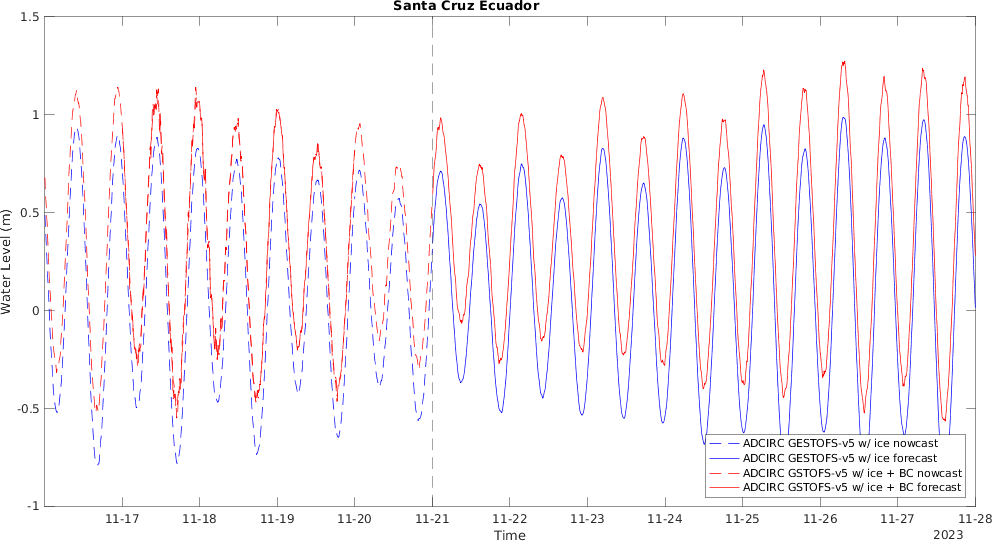 Santa Cruz Ecuador
1.5
1
0.5
0
-0.5
-1
Water Level (m)
ADCIRC GESTOFS-v5 w/ ice nowcast
ADCIRC GESTOFS-v5 w/ ice forecast
ADCIRC GSTOFS-v5 w/ ice + BC nowcast
ADCIRC GSTOFS-v5 w/ ice + BC forecast
11-17 11-18 11-19 11-20 11-21 11-22 11-23 11-24 11-25 11-26 11-27 11-28
Time
2023